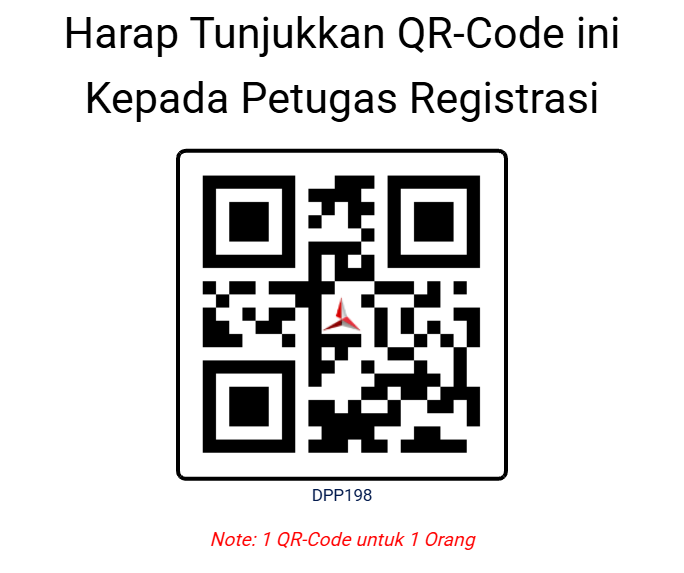 Harap Tunjukkan QR-Code ini
Kepada Petugas Registrasi
DPP198
Note: 1 QR-Code untuk 1 Orang